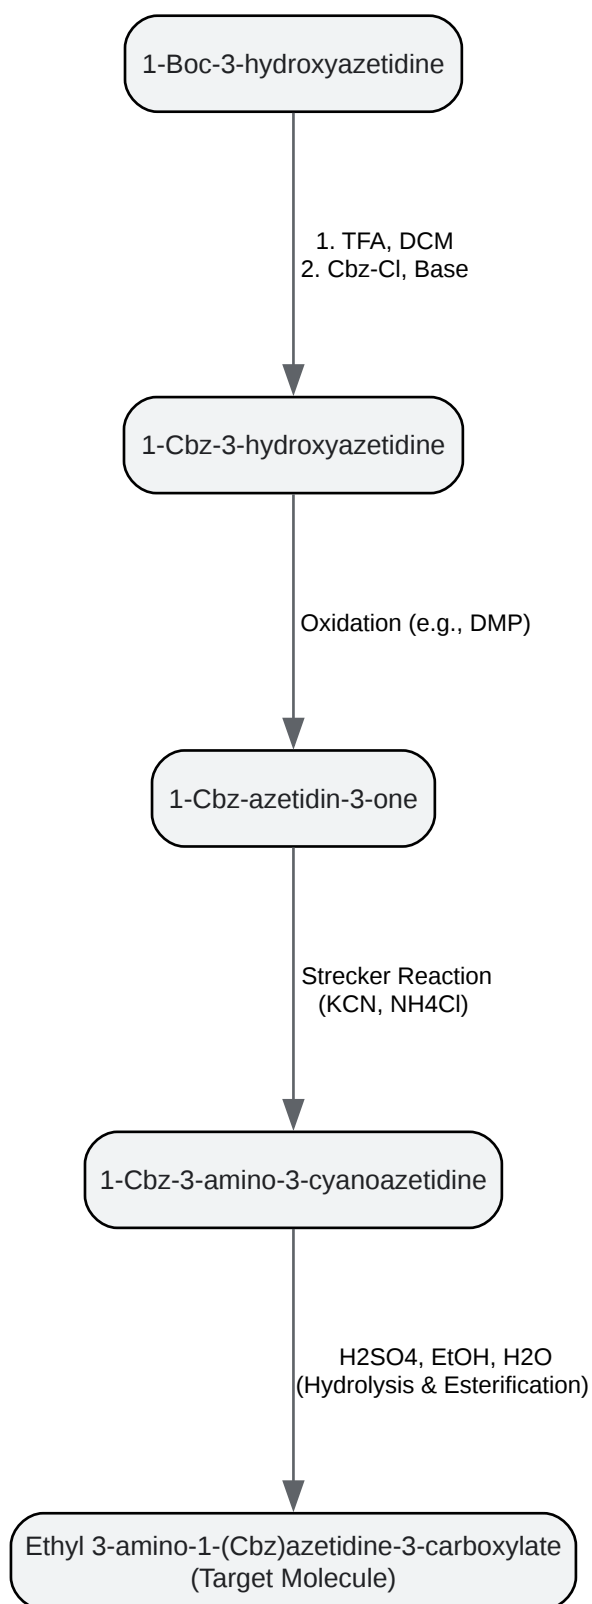 1-Boc-3-hydroxyazetidine
1. TFA, DCM
2. Cbz-Cl, Base
1-Cbz-3-hydroxyazetidine
Oxidation (e.g., DMP)
1-Cbz-azetidin-3-one
Strecker Reaction
(KCN, NH4Cl)
1-Cbz-3-amino-3-cyanoazetidine
H2SO4, EtOH, H2O
(Hydrolysis & Esterification)
Ethyl 3-amino-1-(Cbz)azetidine-3-carboxylate
(Target Molecule)